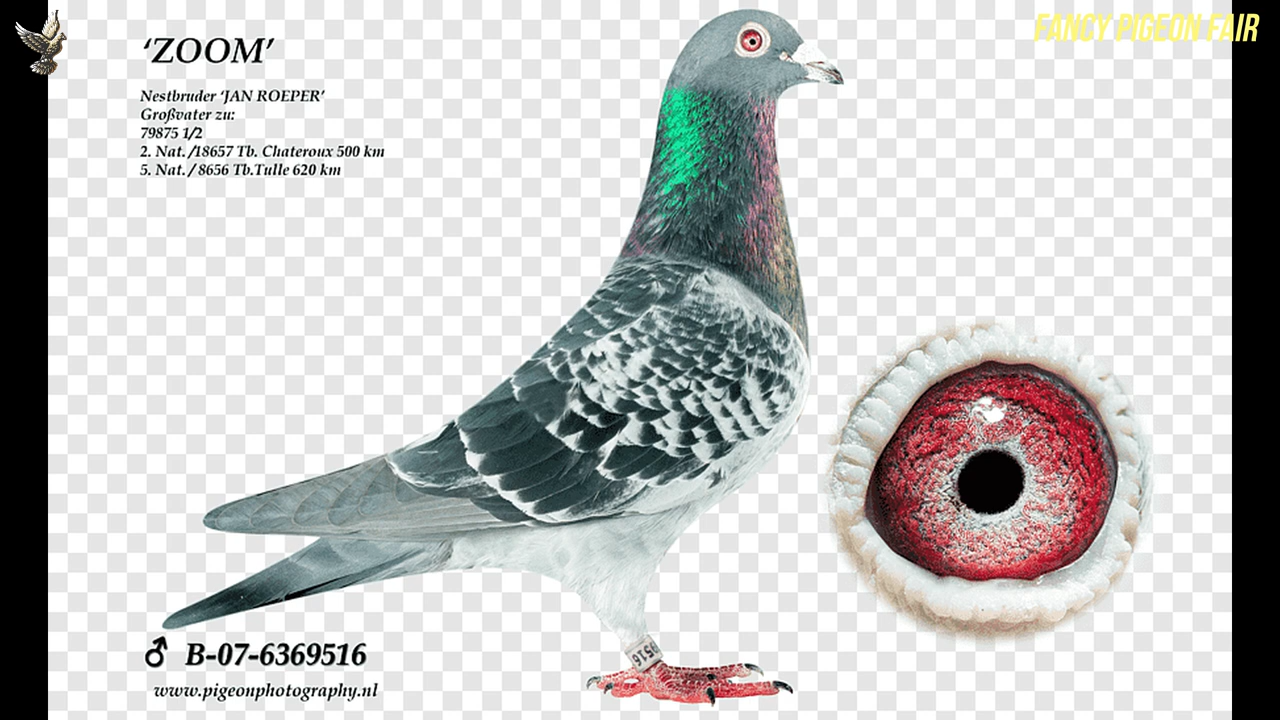 FANCY PIGEON FAIR
‘ZOOM’
Nestbruder ‘JAN ROEPER’
Großvater zu:
79875 1/2
2. Nat./18657 Tb. Chateroux 500 km
5. Nat. / 8656 Tb.Tulle 620 km
♂ B-07-6369516
www.pigeonphotography.nl
9516